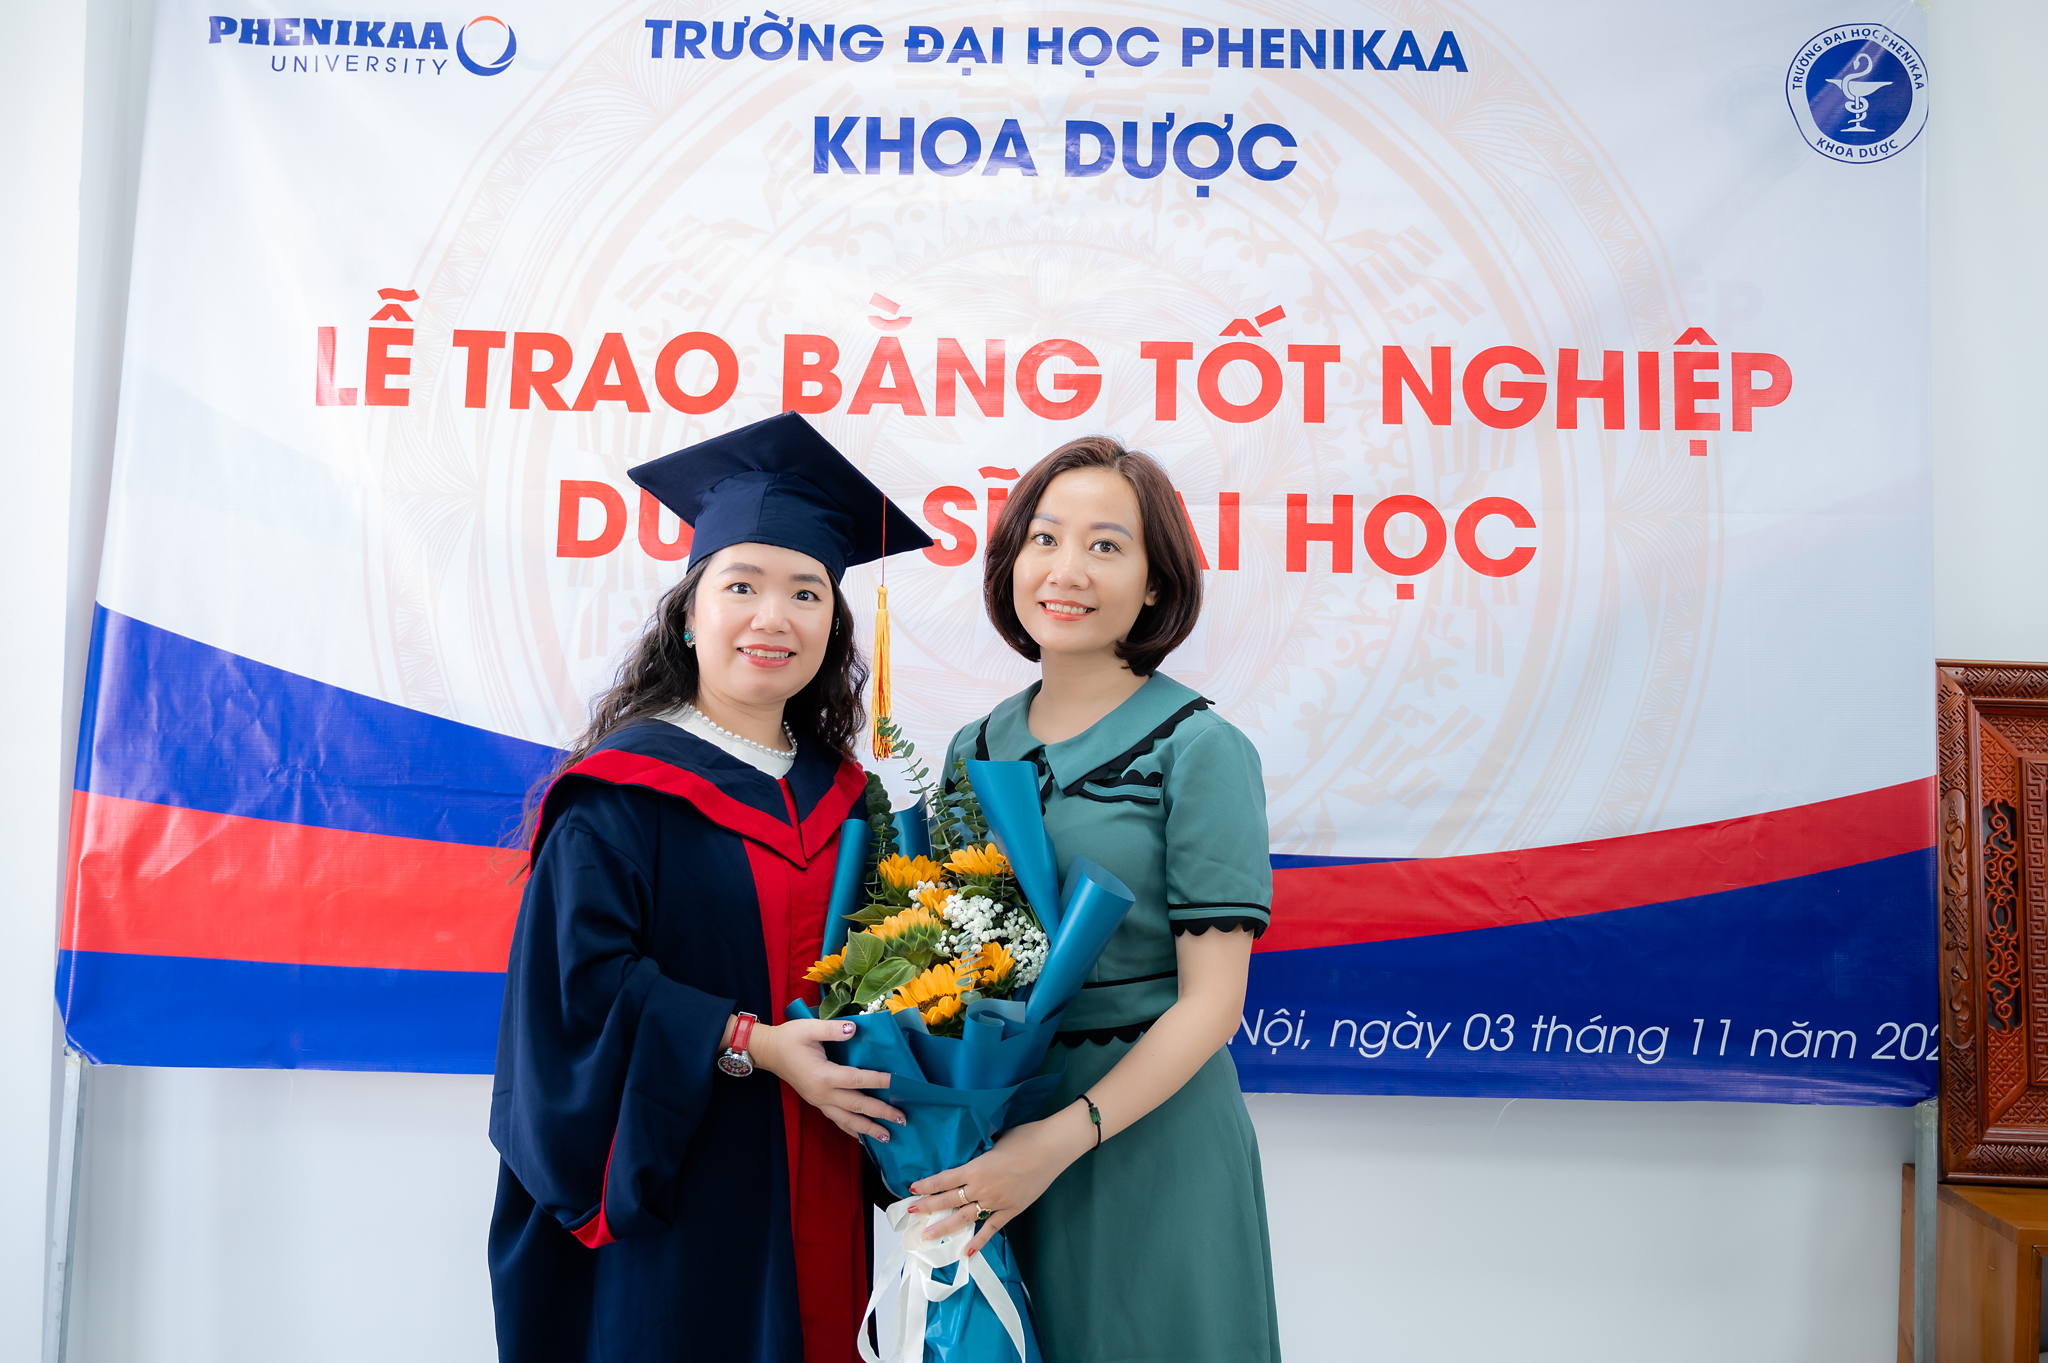 PHENIKAA
UNIVERSITY
TRƯỜNG ĐẠI HỌC PHENIKAA
KHOA DƯỢC
TRƯỜNG ĐẠI HỌC PHENIKAA
KHOA DƯỢC
LỄ TRAO BẰNG TỐT NGHIỆP
SĨ HỌC
Nội, ngày 03 tháng 11 năm